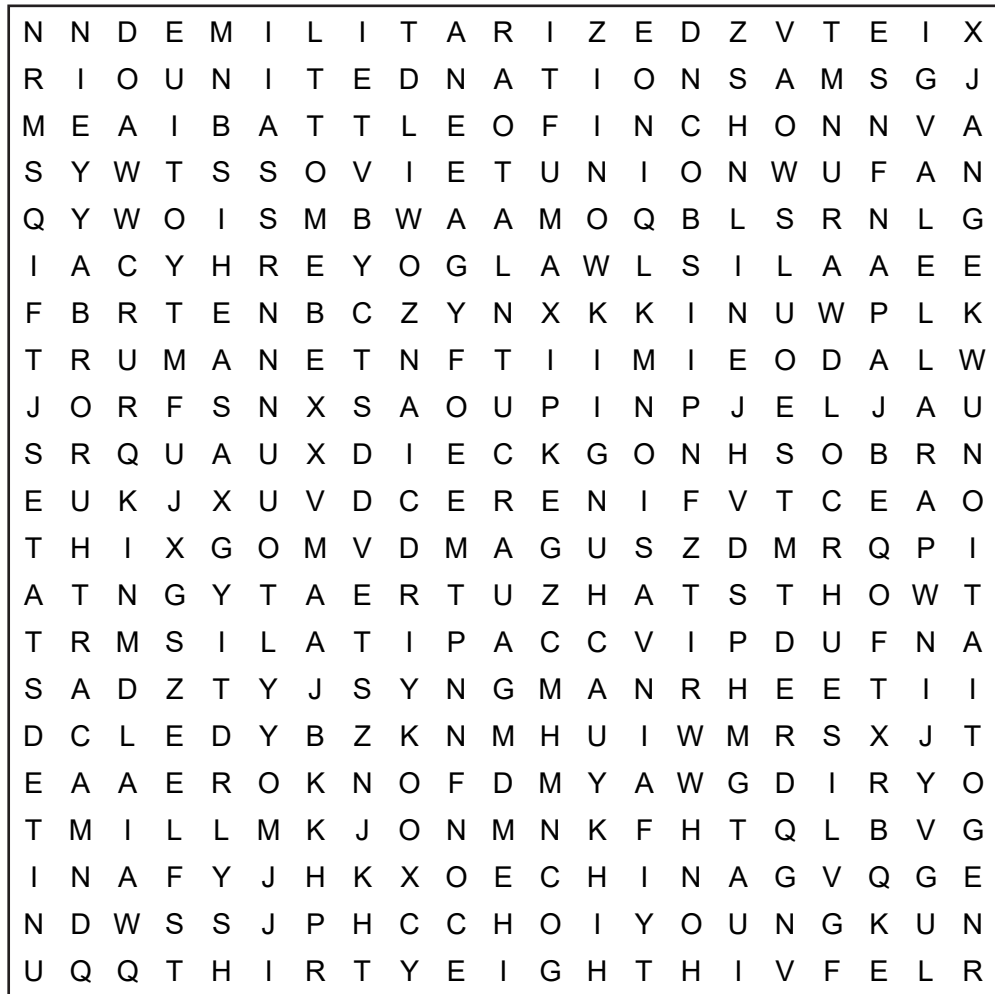 N N D E M I L I T A R I Z E D Z V T E I X
R I O U N I T E D N A T I O N S A M S G J
M E A I B A T T L E O F I N C H O N N V A
S Y W T S S O V I E T U N I O N W U F A N
Q Y W O I S M B W A A M O Q B L S R N L G
I A C Y H R E Y O G L A W L S I L A A E E
F B R T E N B C Z Y N X K K I N U W P L K
T R U M A N E T N F T I I M I E O D A L W
J O R F S N X S A O U P I N P J E L J A U
S R Q U A U X D I E C K G O N H S O B R N
E U K J X U V D C E R E N I F V T C E A O
T H I X G O M V D M A G U S Z D M R Q P I
A T N G Y T A E R T U Z H A T S T H O W T
T R M S I L A T I P A C C V I P D U F N A
S A D Z T Y J S Y N G M A N R H E E T I I
D C L E D Y B Z K N M H U I W M R S X J T
E A A E R O K N O F D M Y A W G D I R Y O
T M I L L M K J O N M N K F H T Q L B V G
I N A F Y J H K X O E C H I N A G V Q G E
N D W S S J P H C C H O I Y O U N G K U N
U Q Q T H I R T Y E I G H T H I V F E L R